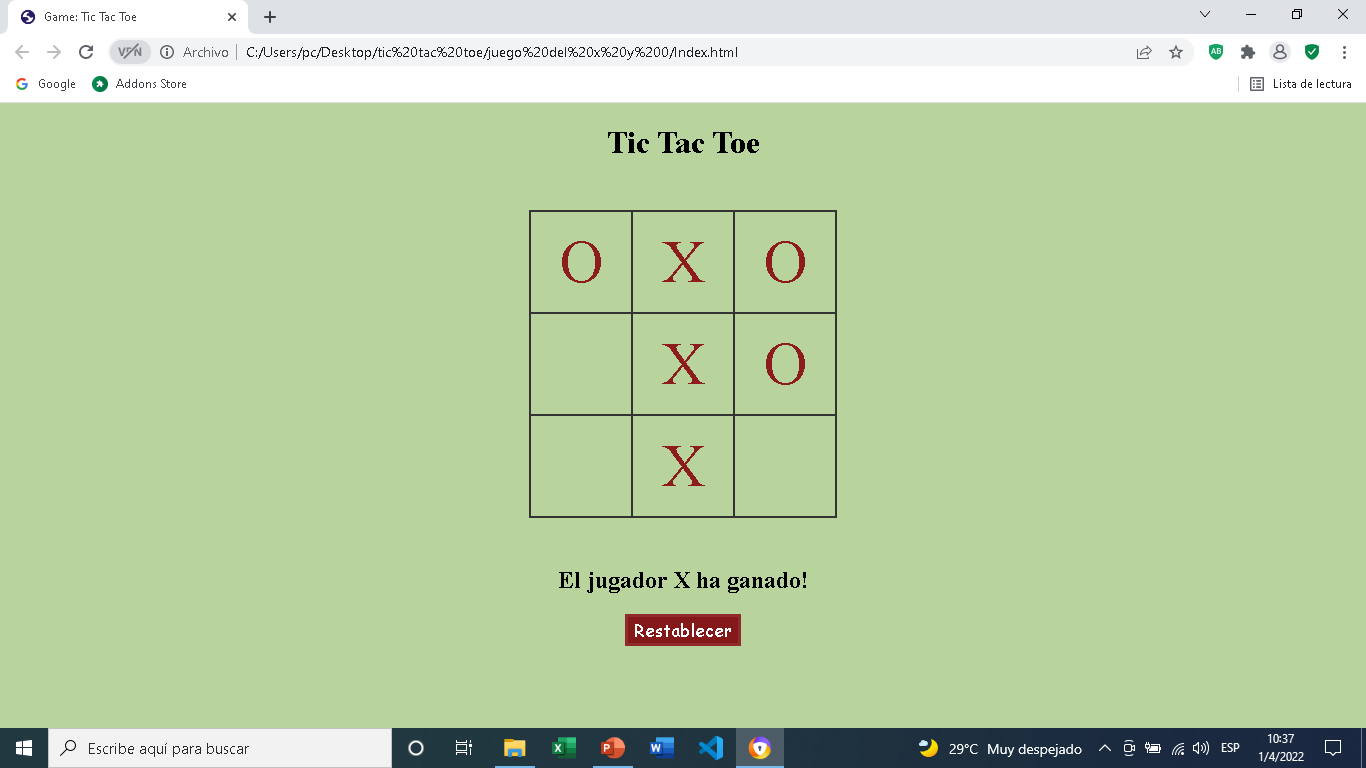 Game: Tic Tac Toe
VPN Archivo C:/Users/pc/Desktop/tic%20tac%20toe/juego%20del%20x%20y%200/Index.html AB
Google Addons Store Lista de lectura
Tic Tac Toe
O X O
X O
X
El jugador X ha ganado!
Restablecer
Escribe aquí para buscar 29°C Muy despejado ESP 10:37
1/4/2022